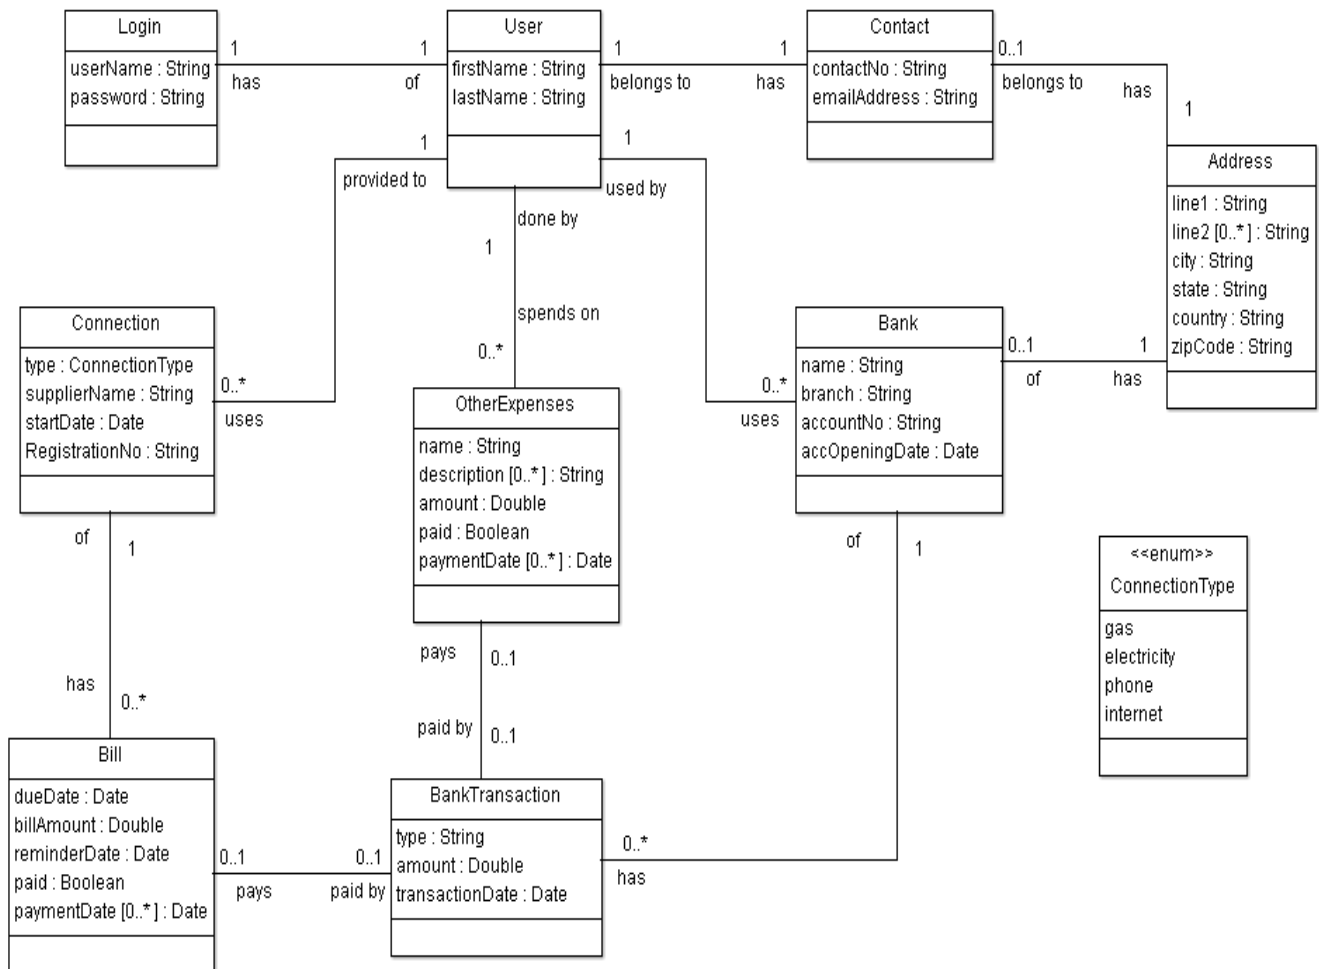 Login
userName : String
password : String
1
has
1
of
User
firstName : String
lastName : String
1
belongs to
1
has
Contact
contactNo : String
emailAddress : String
0..1
belongs to
has
1
Address
line1 : String
line2 [0..* ] : String
city : String
state : String
country : String
zipCode : String
1
provided to
1
used by
done by
1
spends on
0..*
Connection
type : ConnectionType
supplierName : String
startDate : Date
RegistrationNo : String
0..*
uses
OtherExpenses
name : String
description [0..* ] : String
amount : Double
paid : Boolean
paymentDate [0..* ] : Date
0..*
uses
Bank
name : String
branch : String
accountNo : String
accOpeningDate : Date
0..1
of
1
has
of
1
of
1
<<enum>>
ConnectionType
gas
electricity
phone
internet
pays
0..1
has
0..*
paid by
0..1
Bill
dueDate : Date
billAmount : Double
reminderDate : Date
paid : Boolean
paymentDate [0..* ] : Date
0..1
pays
0..1
paid by
BankTransaction
type : String
amount : Double
transactionDate : Date
0..*
has